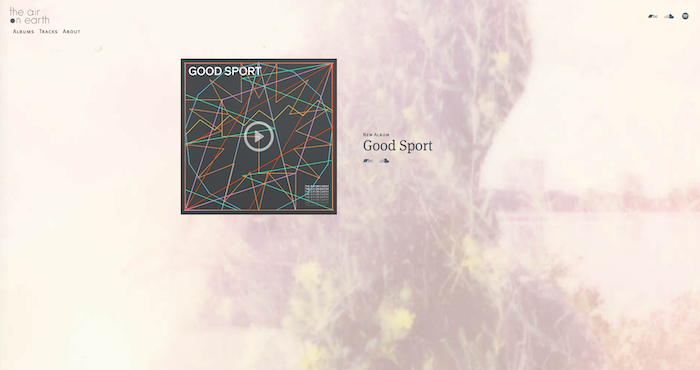 the air
on earth
Albums Tracks About
GOOD SPORT
New Album
Good Sport